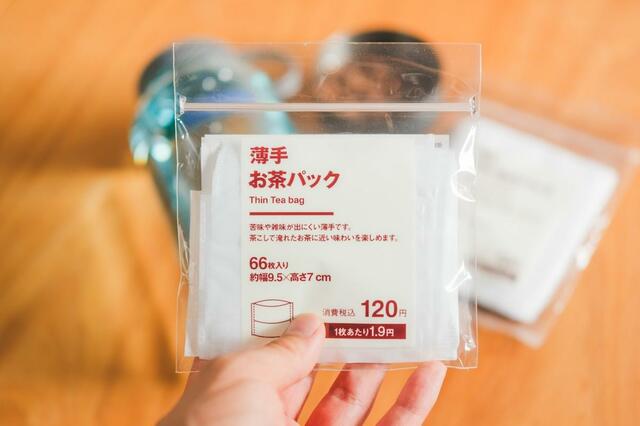 薄手
お茶パック
Thin Tea bag
苦味や雑味が出にくい薄手です。
茶こしで淹れたお茶に近い味わいを楽しめます。
66枚入り
約幅9.5×高さ7cm
消費税込 120円
1枚あたり1.9円